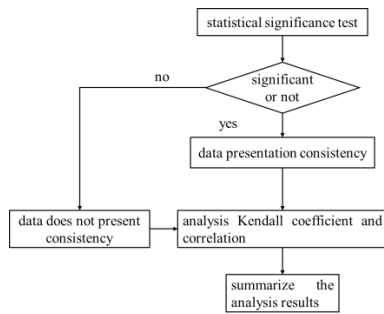 statistical significance test
no
significant
or not
yes
data presentation consistency
data does not present
consistency
analysis Kendall coefficient and
correlation
summarize the
analysis results